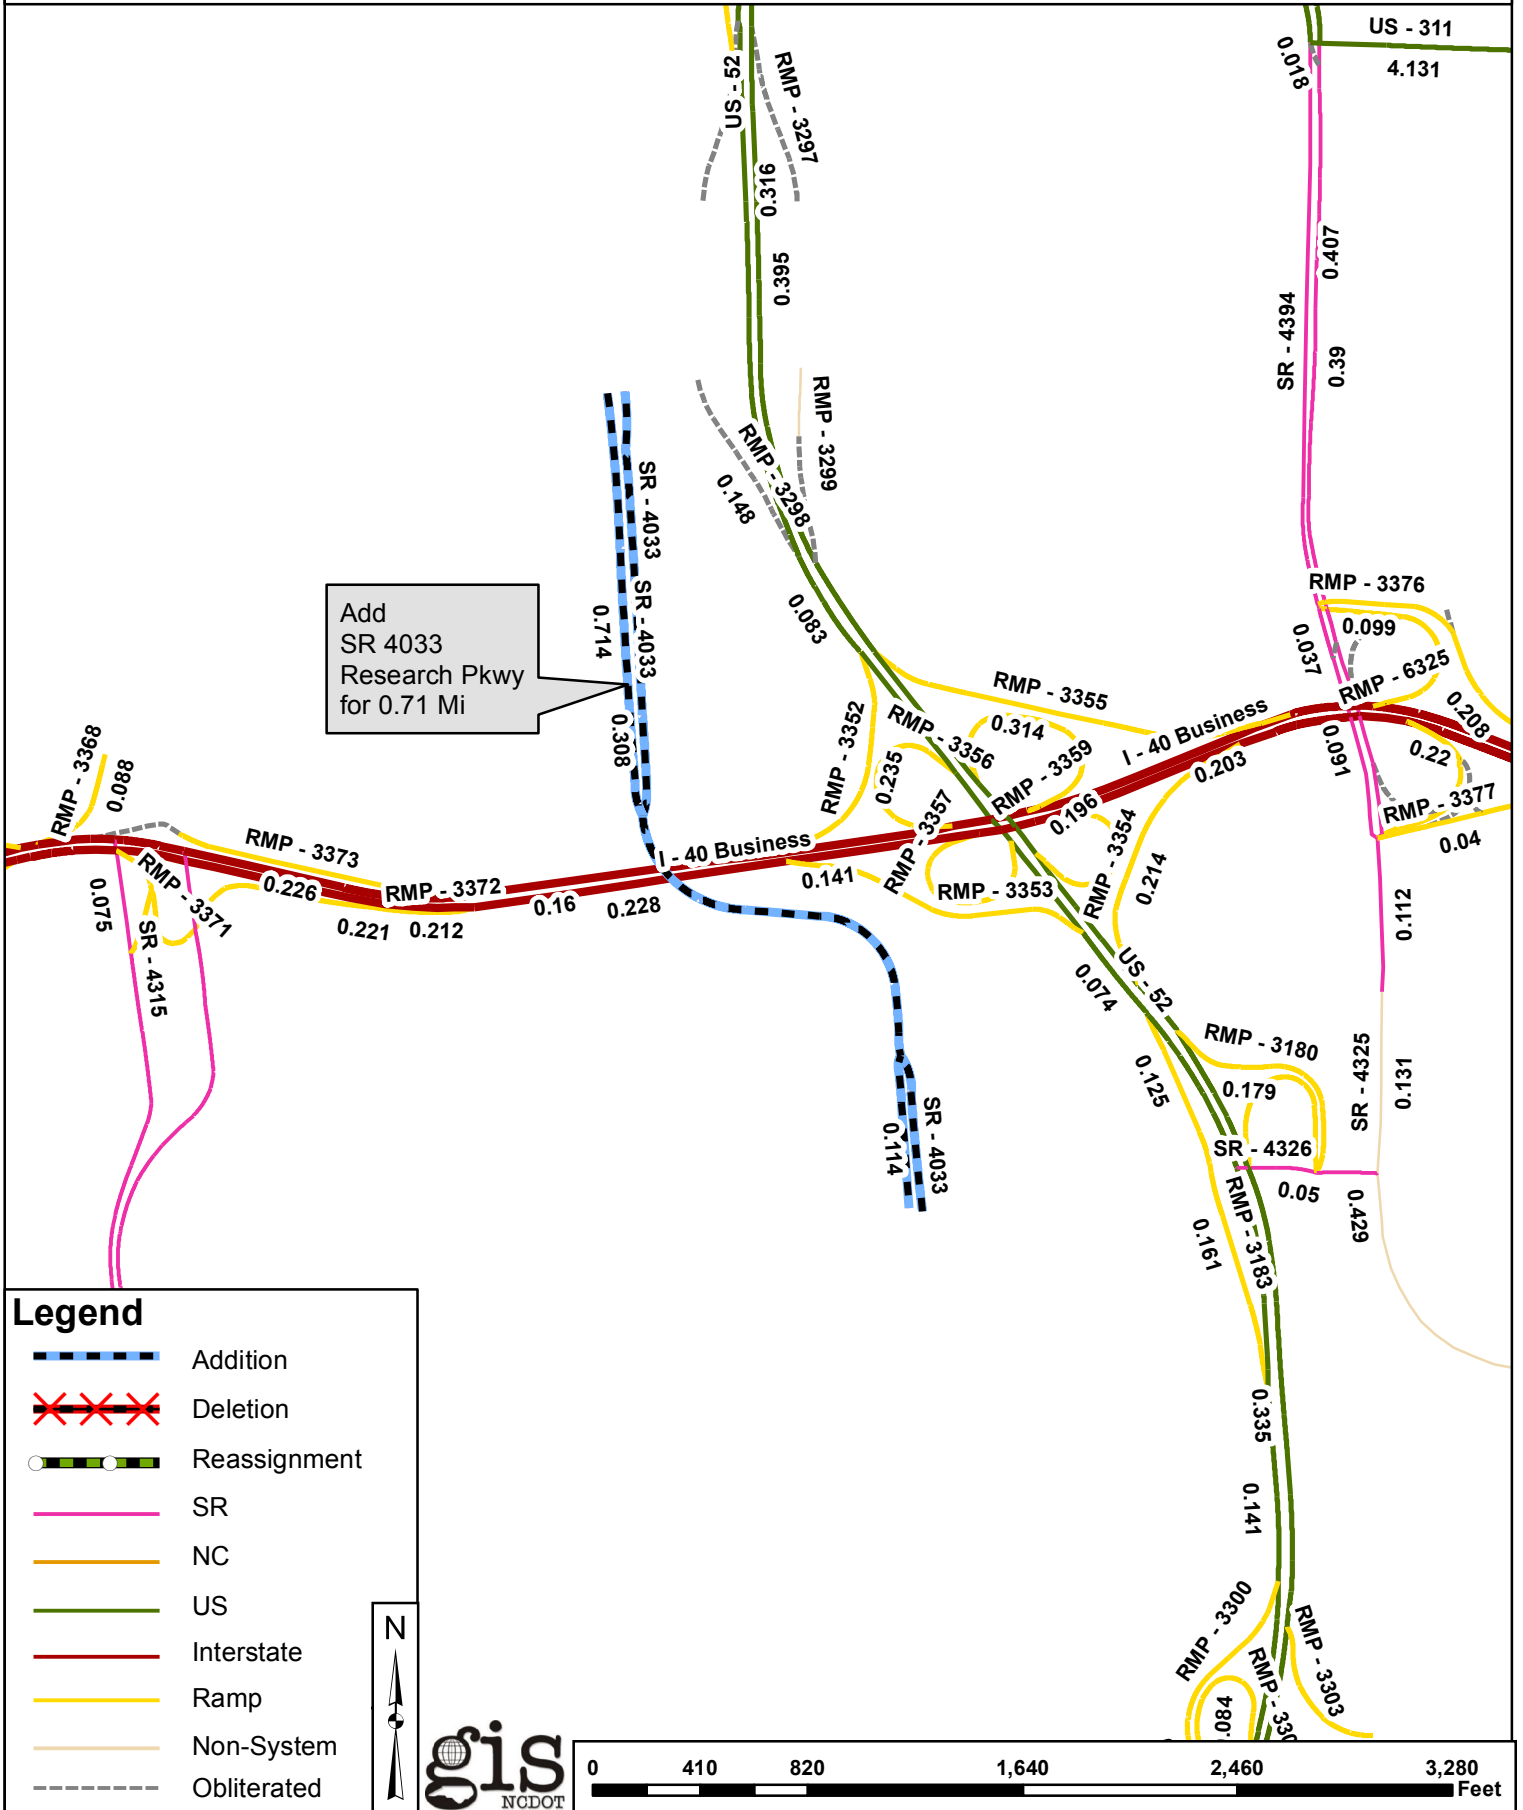 US - 311
4.131
0.018
US - 52
RMP - 3297
0.316
0.395
0.407
SR - 4394
0.39
RMP - 3298
RMP - 3299
0.148
SR - 4033
SR - 4033
0.714
0.308
Add
SR 4033
Research Pkwy
for 0.71 Mi
0.083
RMP - 3376
0.099
0.037
RMP - 6325
0.208
RMP - 3355
RMP - 3352
RMP - 3356
0.314
RMP - 3359
0.235
I - 40 Business
0.203
0.091
0.22
RMP - 3377
0.04
RMP - 3368
0.088
RMP - 3373
RMP - 3372
I - 40 Business
0.141
RMP - 3357
0.196
RMP - 3354
0.214
RMP - 3353
RMP - 3371
0.075
SR - 4315
0.226
0.221
0.212
0.16
0.228
0.112
US - 52
0.074
RMP - 3180
0.179
0.125
SR - 4325
0.131
SR - 4326
0.05
0.429
SR - 4033
0.114
RMP - 3183
0.161
0.335
0.141
RMP - 3300
RMP - 3303
.084
Legend
Addition
Deletion
Reassignment
SR
NC
US
Interstate
Ramp
Non-System
Obliterated
N
gis
NCDOT
0 410 820 1,640 2,460 3,280
Feet